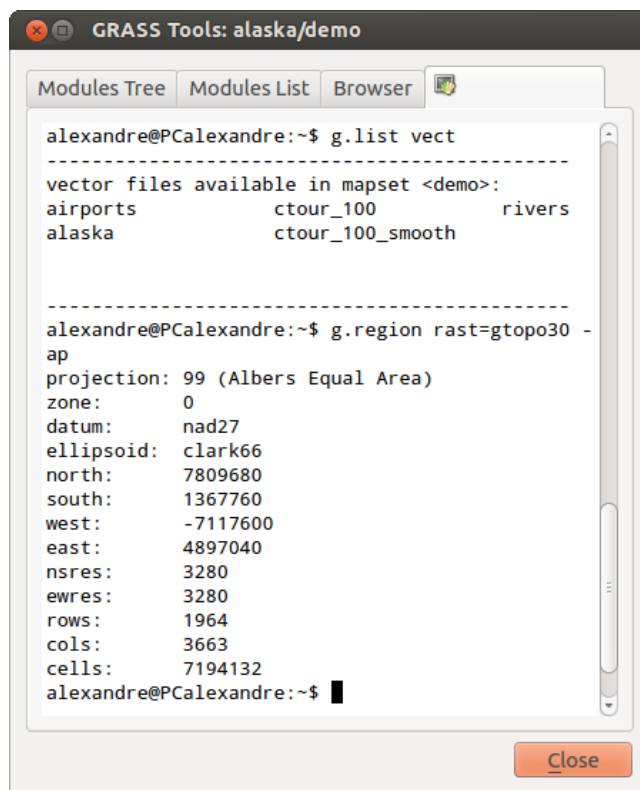 GRASS Tools: alaska/demo
Modules Tree Modules List Browser
alexandre@PCalexandre:~$ g.list vect
----------------------------------------------
vector files available in mapset <demo>:
airports ctour_100 rivers
alaska ctour_100_smooth
----------------------------------------------
alexandre@PCalexandre:~$ g.region rast=gtopo30 -
ap
projection: 99 (Albers Equal Area)
zone: 0
datum: nad27
ellipsoid: clark66
north: 7809680
south: 1367760
west: -7117600
east: 4897040
nsres: 3280
ewres: 3280
rows: 1964
cols: 3663
cells: 7194132
alexandre@PCalexandre:~$
Close